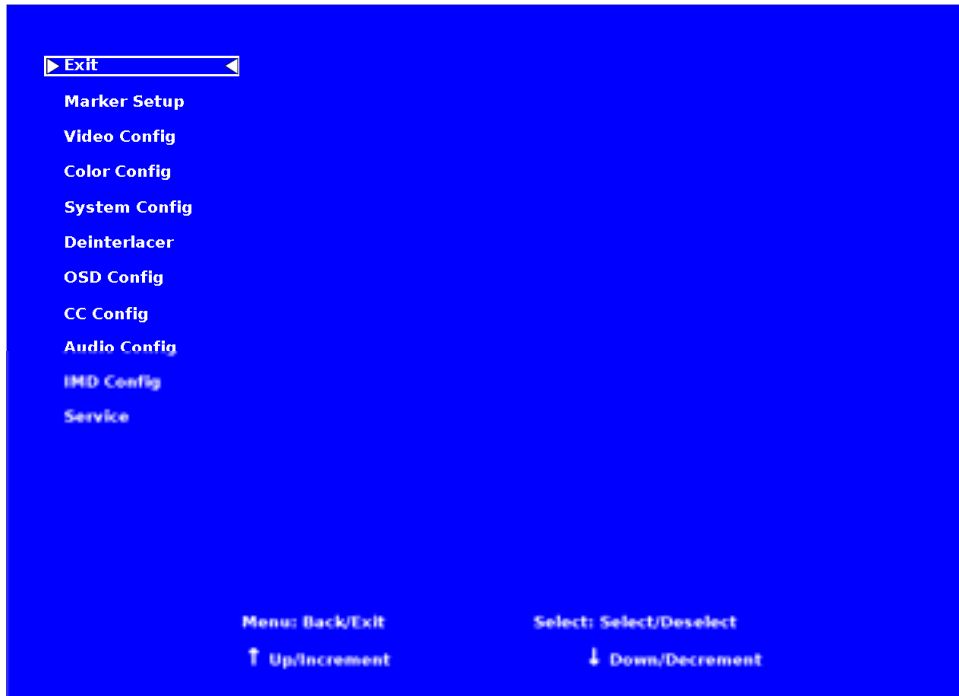 Exit
Marker Setup
Video Config
Color Config
System Config
Deinterlacer
OSD Config
CC Config
Audio Config
IMD Config
Service
Menu: Back/Exit Select: Select/Deselect
↑ Up/Increment ↓ Down/Decrement